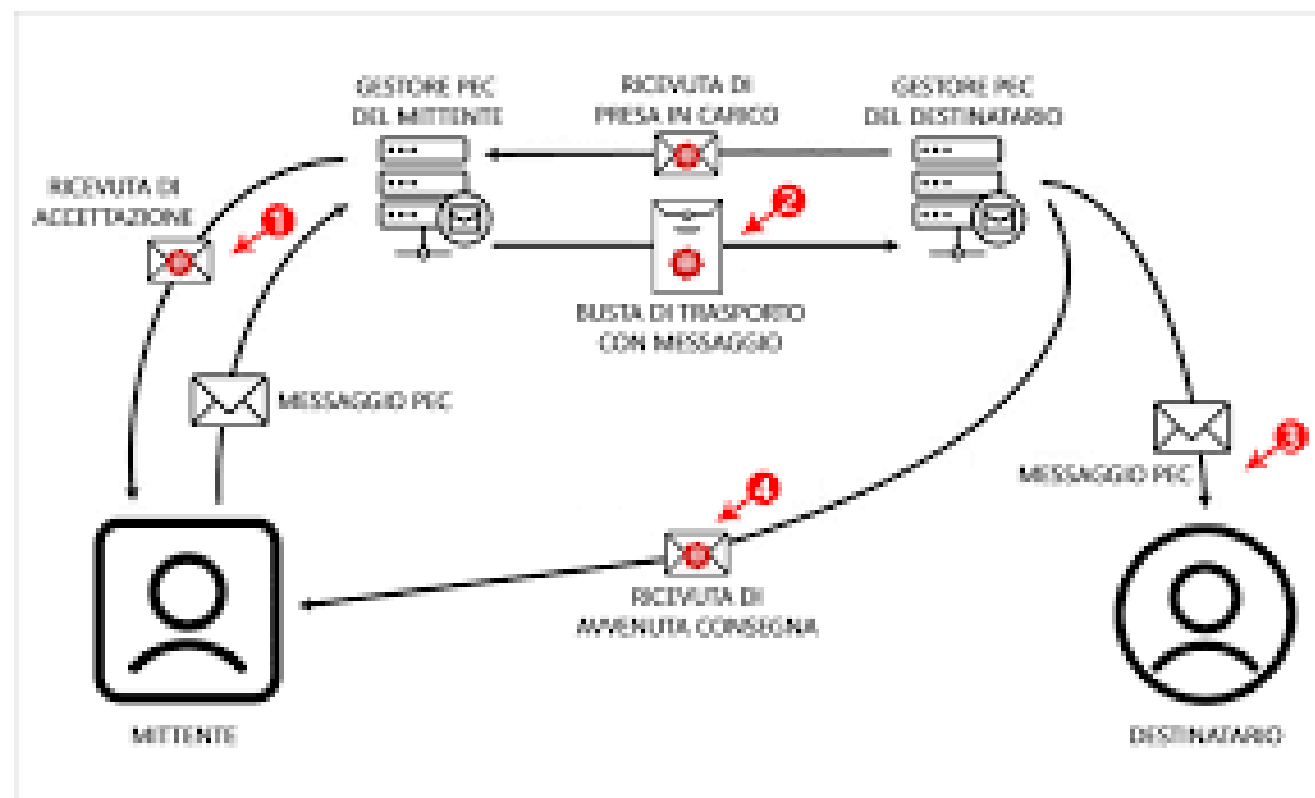 GESTORE PEC
DEL MITTENTE
RICEVUTA DI
PRESA IN CARICO
GESTORE PEC
DEL DESTINATARIO
RICEVUTA DI
ACCETTAZIONE
1
2
BUSTA DI TRASPORTO
CON MESSAGGIO
MESSAGGIO PEC
3
MESSAGGIO PEC
4
RICEVUTA DI
AVVENUTA CONSEGNA
MITTENTE
DESTINATARIO